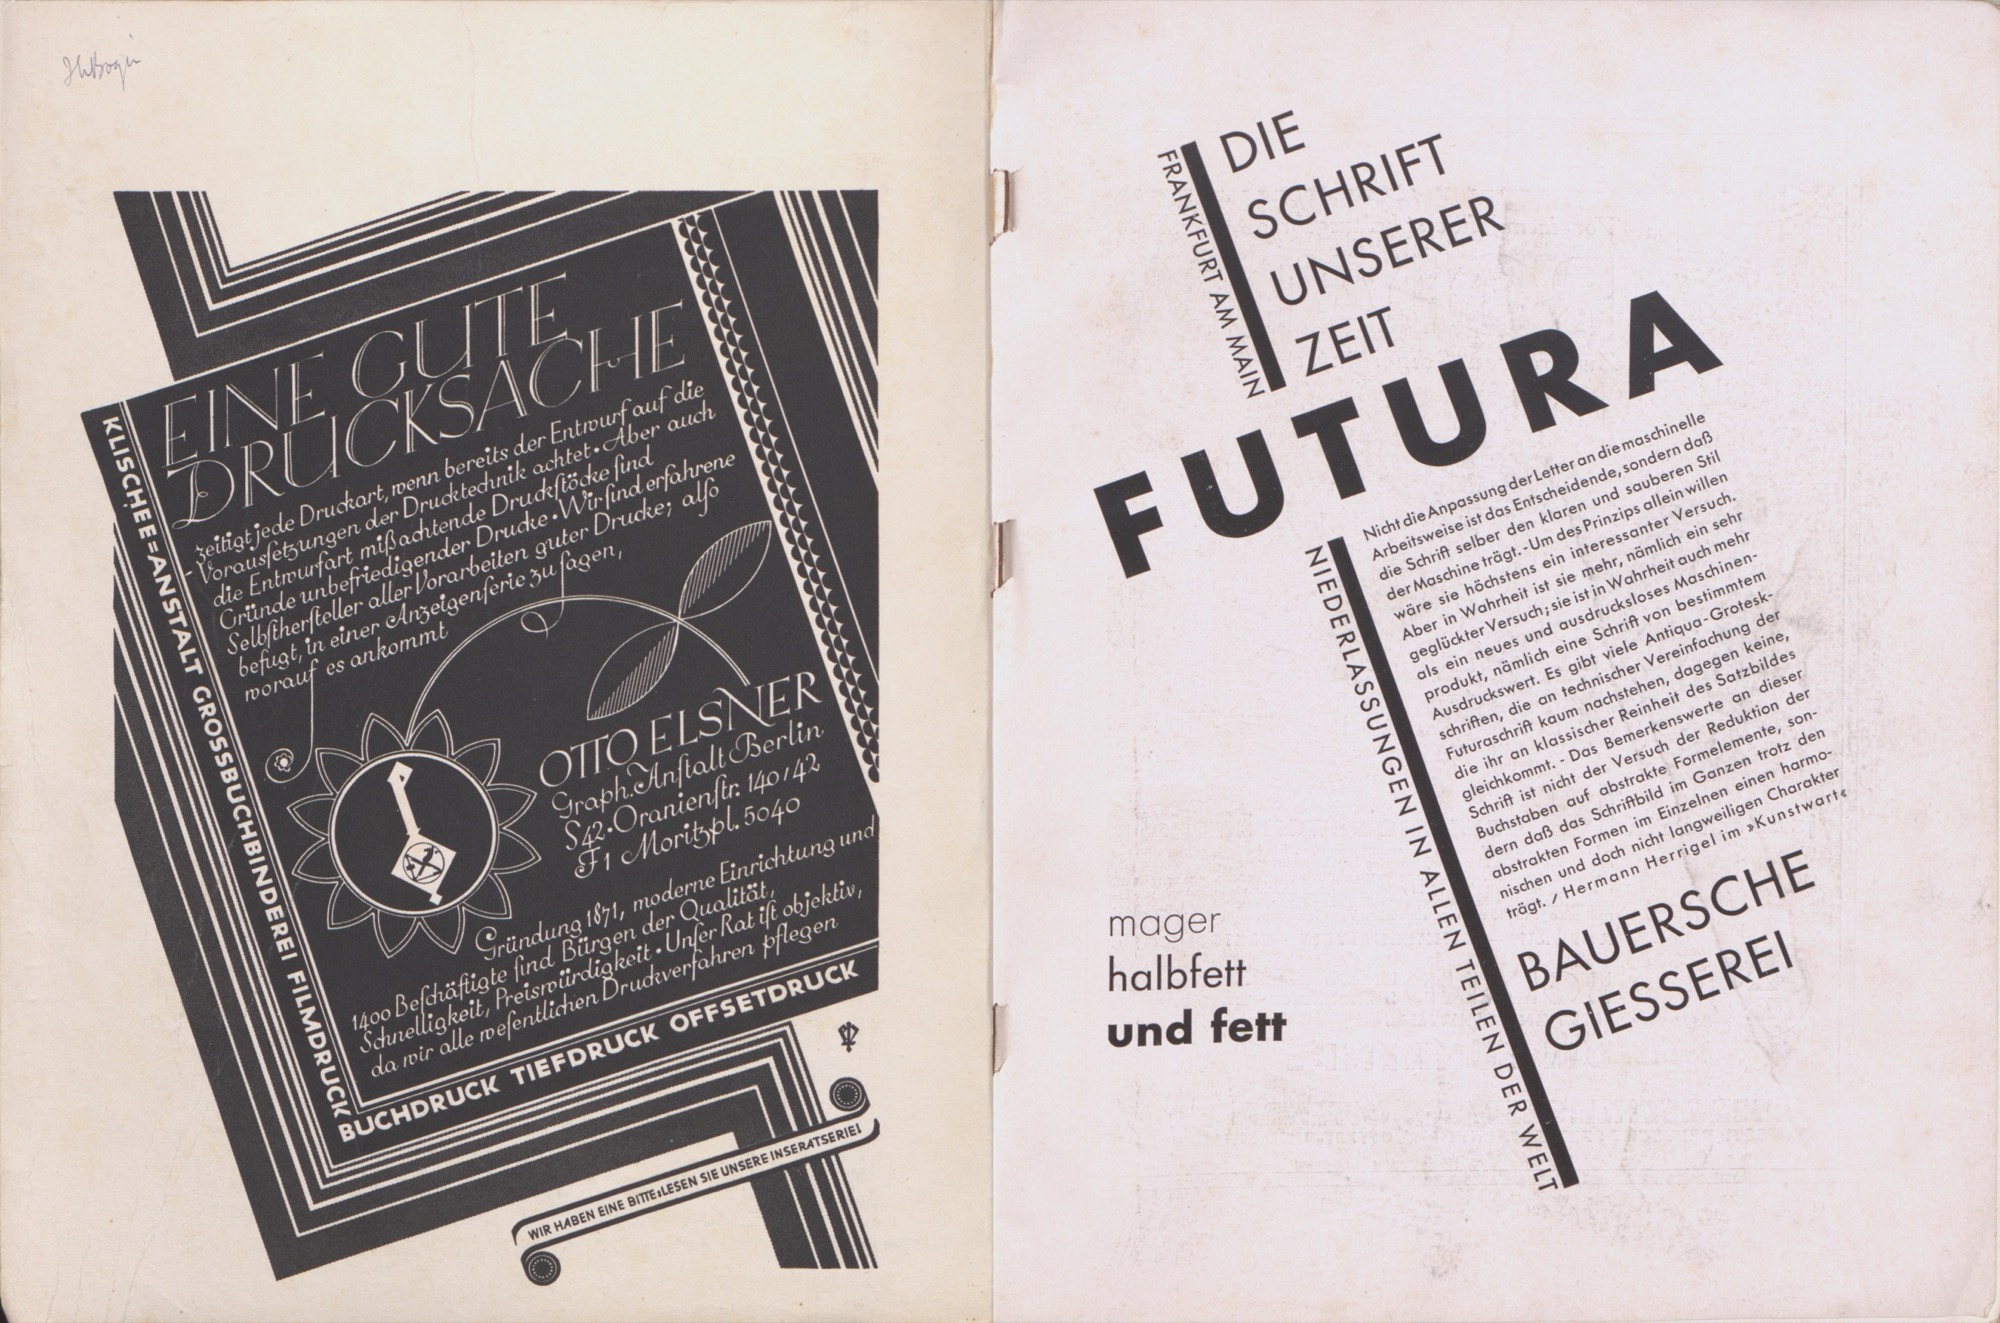 EINE GUTE
DRUCKSACHE
zeitigt jede Druckart, wenn bereits der Entwurf auf die
Voraussetzungen der Drucktechnik achtet • Aber auch
die Entwurfart mißachtende Druckstöcke sind
Gründe unbefriedigender Drucke • Wir sind erfahrene
Selbsthersteller aller Vorarbeiten guter Drucke; also
befugt, in einer Anzeigenserie zu sagen,
worauf es ankommt
OTTO ELSNER
Graph. Anstalt Berlin
S 42 • Oranienstr. 140/42
F1 Moritzpl. 5040
Gründung 1871, moderne Einrichtung und
1400 Beschäftigte sind Bürgen der Qualität,
Schnelligkeit, Preiswürdigkeit • Unser Rat ist objektiv,
da wir alle wesentlichen Druckverfahren pflegen
KLISCHEE=ANSTALT GROSSBUCHBINDEREI FILMDRUCK
BUCHDRUCK TIEFDRUCK OFFSETDRUCK
WIR HABEN EINE BITTE: LESEN SIE UNSERE INSERATSERIE!
FRANKFURT AM MAIN
DIE
SCHRIFT
UNSERER
ZEIT
FUTURA
Nicht die Anpassung der Letter an die maschinelle
Arbeitsweise ist das Entscheidende, sondern daß
die Schrift selber den klaren und sauberen Stil
der Maschine trägt. - Um des Prinzips allein willen
wäre sie höchstens ein interessanter Versuch.
Aber in Wahrheit ist sie mehr, nämlich ein sehr
geglückter Versuch; sie ist in Wahrheit auch mehr
als ein neues und ausdrucksloses Maschinen-
produkt, nämlich eine Schrift von bestimmtem
Ausdruckswert. Es gibt viele Antiqua-Grotesk-
schriften, die an technischer Vereinfachung der
Futuraschrift kaum nachstehen, dagegen keine,
die ihr an klassischer Reinheit des Satzbildes
gleichkommt. - Das Bemerkenswerte an dieser
Schrift ist nicht der Versuch der Reduktion der
Buchstaben auf abstrakte Formelemente, son-
dern daß das Schriftbild im Ganzen trotz den
abstrakten Formen im Einzelnen einen harmo-
nischen und doch nicht langweiligen Charakter
trägt. / Hermann Herrigel im »Kunstwart«
NIEDERLASSUNGEN IN ALLEN TEILEN DER WELT
BAUERSCHE
GIESSEREI
mager
halbfett
und fett